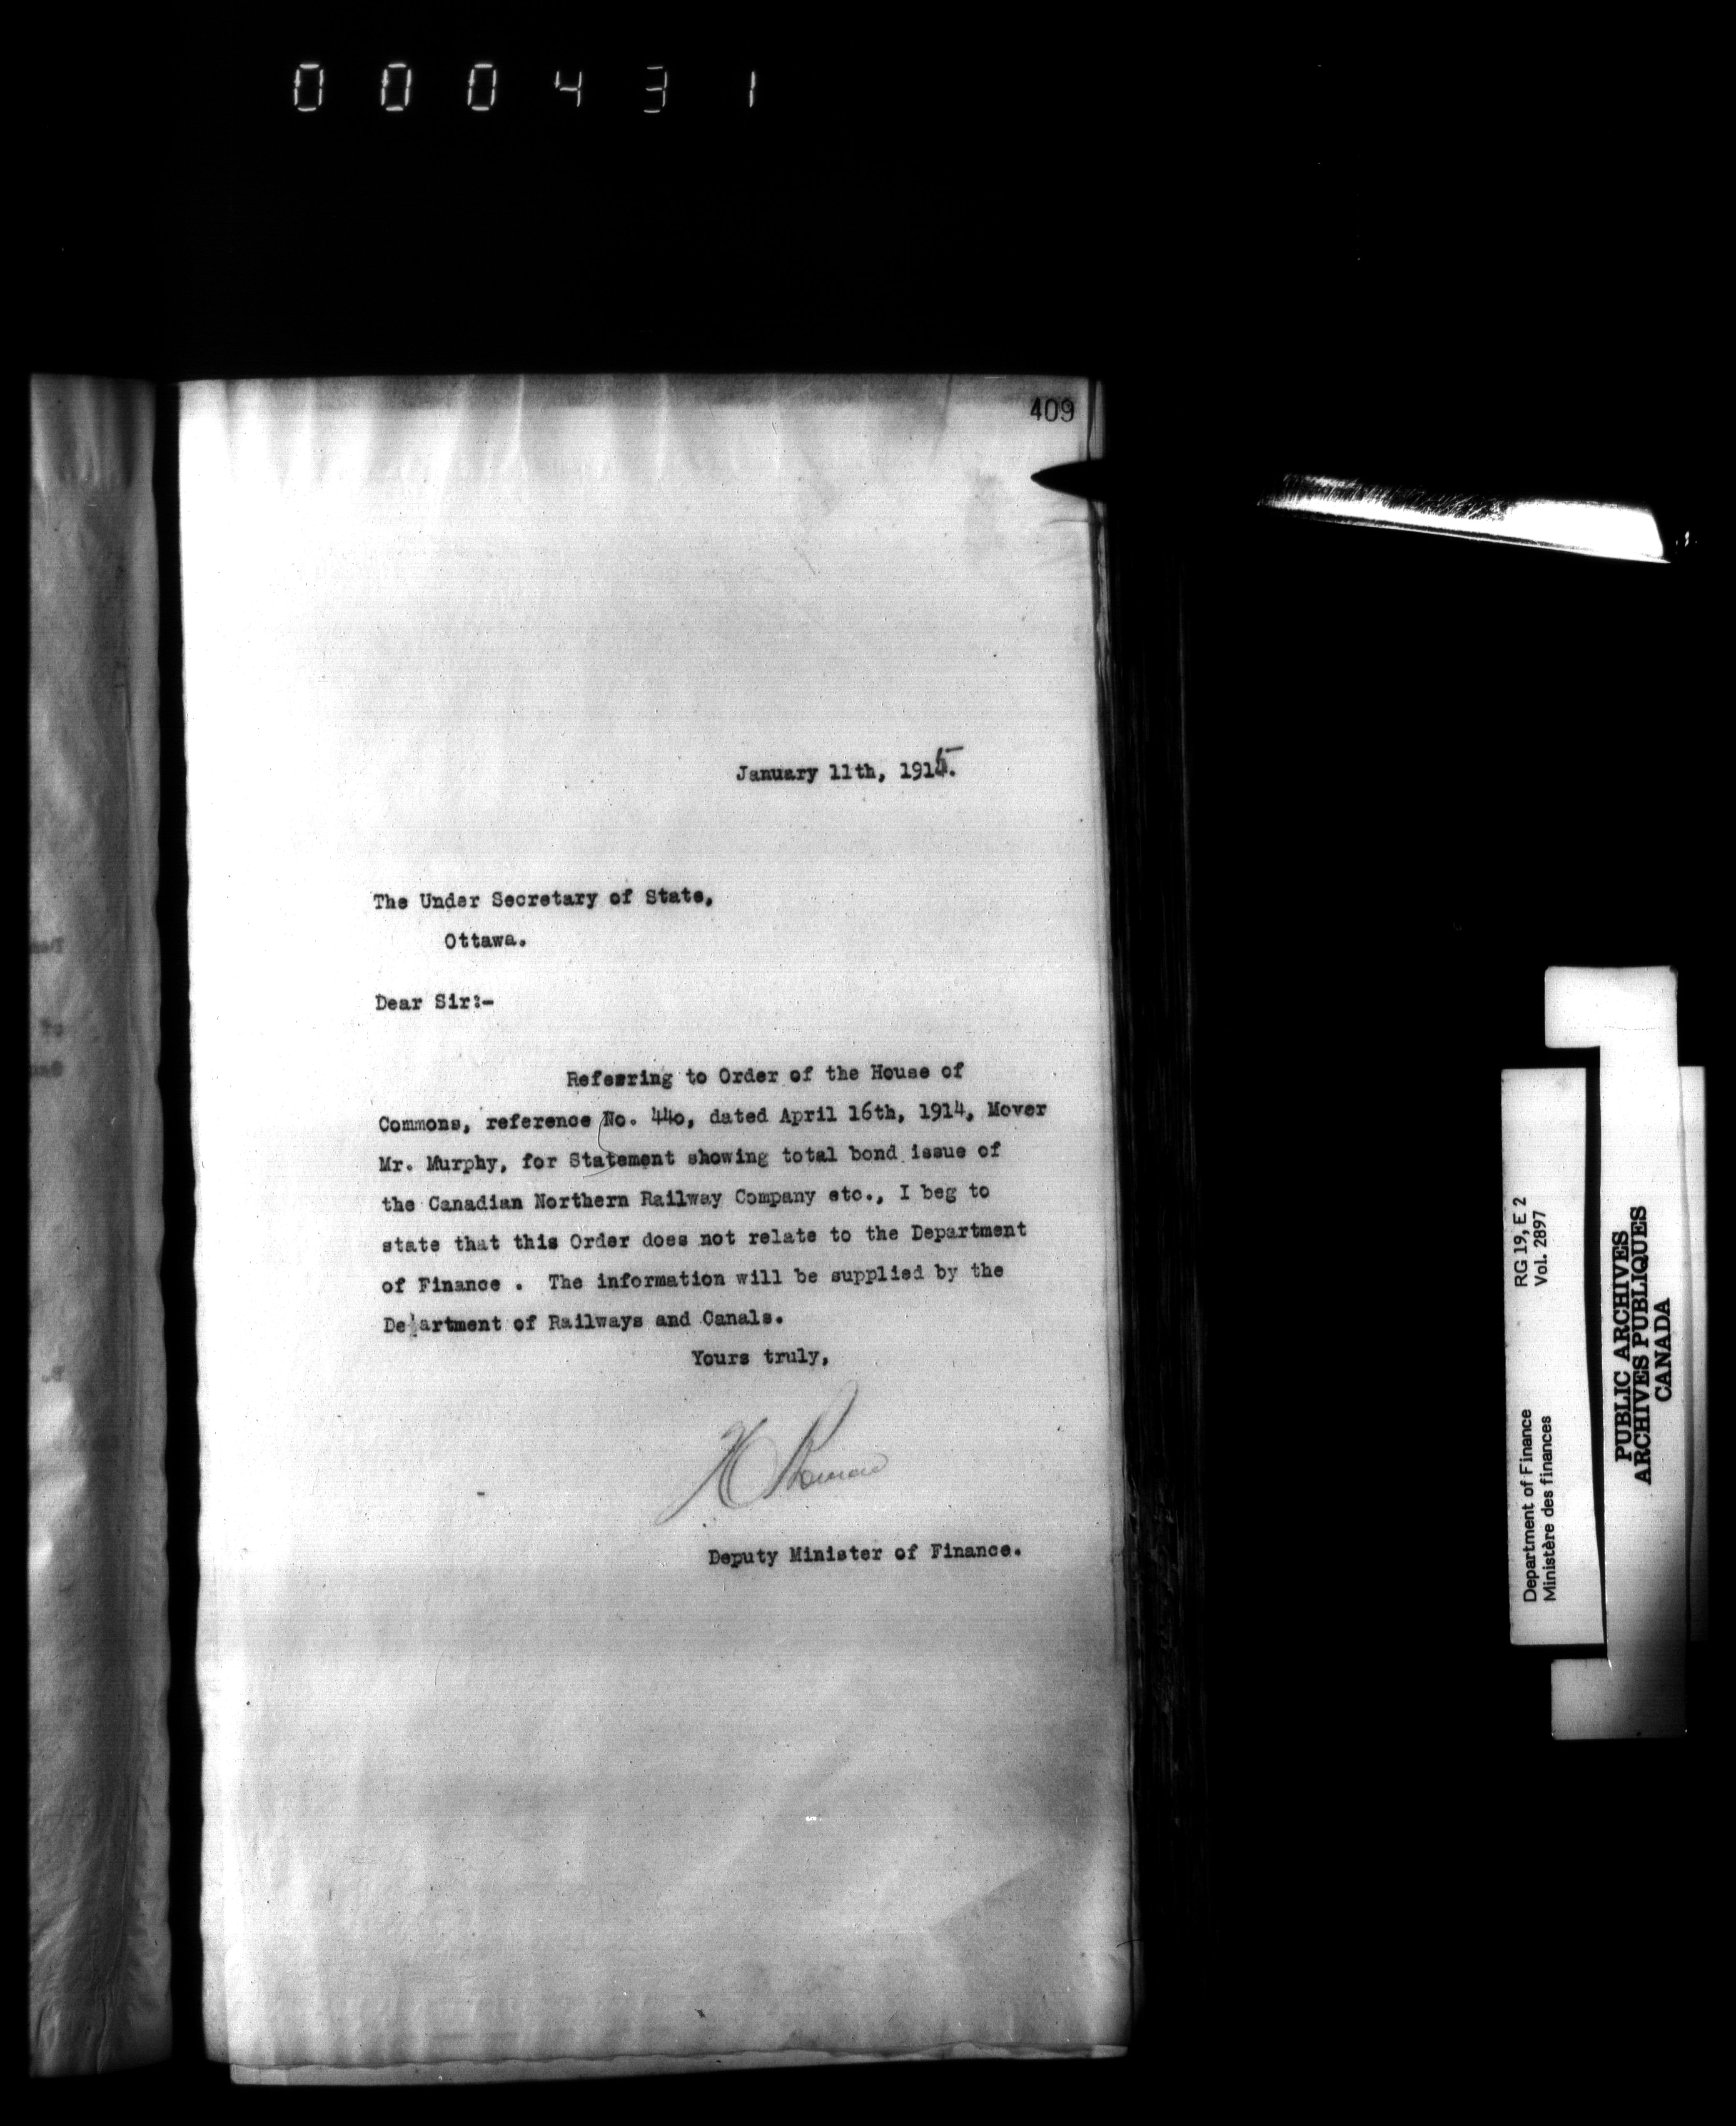 000431
409
January 11th, 1915.
The Under Secretary of State,
Ottawa.
Dear Sir:-
Referring to Order of the House of
Commons, reference No. 440, dated April 16th, 1914, Mover
Mr. Murphy, for Statement showing total bond issue of
the Canadian Northern Railway Company etc., I beg to
state that this Order does not relate to the Department
of Finance . The information will be supplied by the
De artment of Railways and Canals.
Yours truly,
Deputy Minister of Finance.
RG 19, E 2
Vol. 2897
Department of Finance
Ministère des finances
PUBLIC ARCHIVES
ARCHIVES PUBLIQUES
CANADA